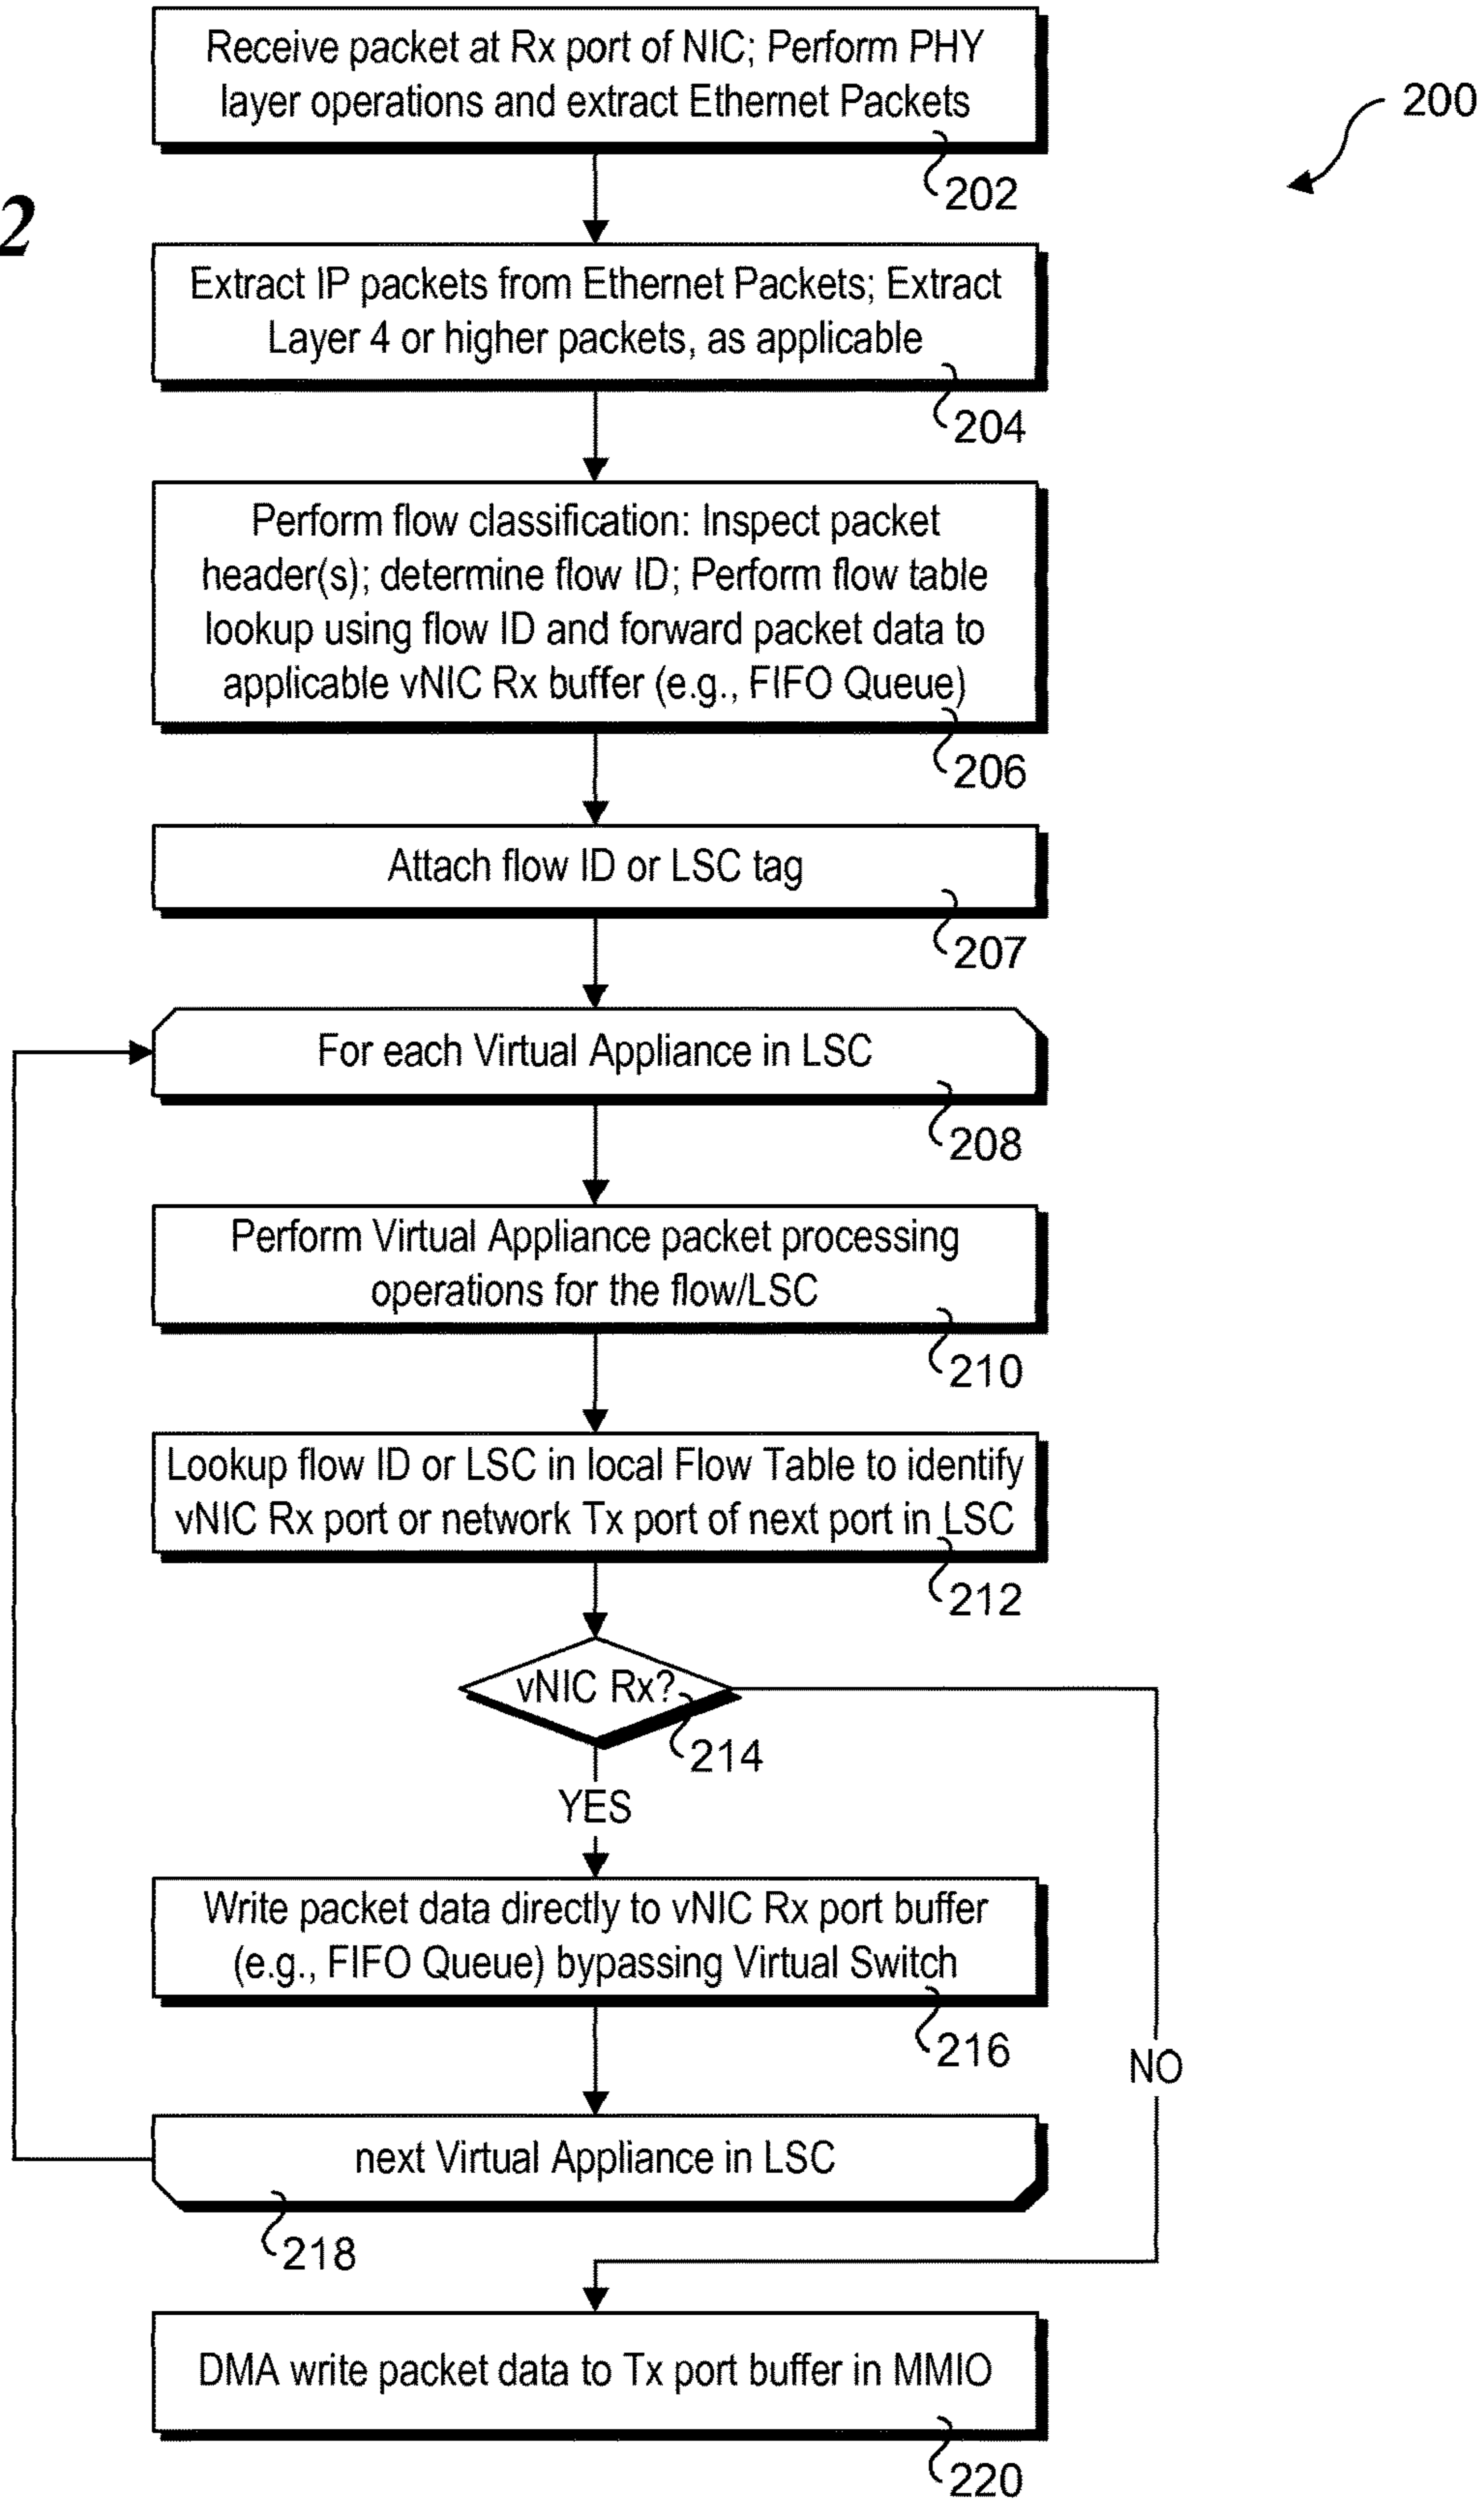 Receive packet at Rx port of NIC; Perform PHY
layer operations and extract Ethernet Packets
200
202
2
Extract IP packets from Ethernet Packets; Extract
Layer 4 or higher packets, as applicable
204
Perform flow classification: Inspect packet
header(s); determine flow ID; Perform flow table
lookup using flow ID and forward packet data to
applicable vNIC Rx buffer (e.g., FIFO Queue)
206
Attach flow ID or LSC tag
207
For each Virtual Appliance in LSC
208
Perform Virtual Appliance packet processing
operations for the flow/LSC
210
Lookup flow ID or LSC in local Flow Table to identify
vNIC Rx port or network Tx port of next port in LSC
212
vNIC Rx?
214
YES
Write packet data directly to vNIC Rx port buffer
(e.g., FIFO Queue) bypassing Virtual Switch
216
NO
next Virtual Appliance in LSC
218
DMA write packet data to Tx port buffer in MMIO
220